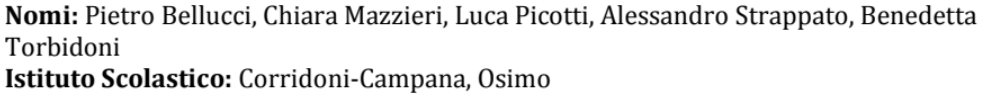 Nomi: Pietro Bellucci, Chiara Mazzieri, Luca Picotti, Alessandro Strappato, Benedetta
Torbidoni
Istituto Scolastico: Corridoni-Campana, Osimo